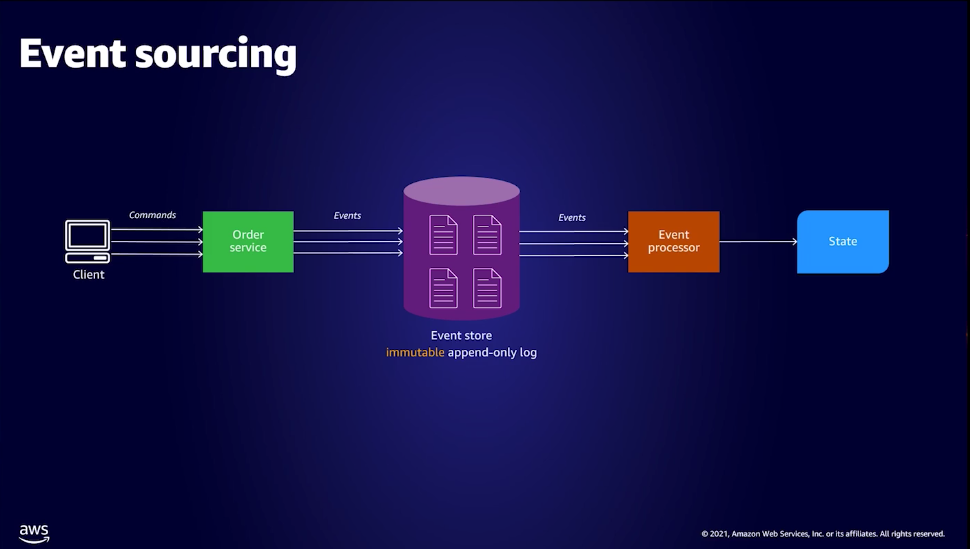 Event sourcing
Commands
Events
Events
Client
Order
service
Event
processor
State
Event store
immutable append-only log
aws
© 2021, Amazon Web Services, Inc. or its affiliates. All rights reserved.